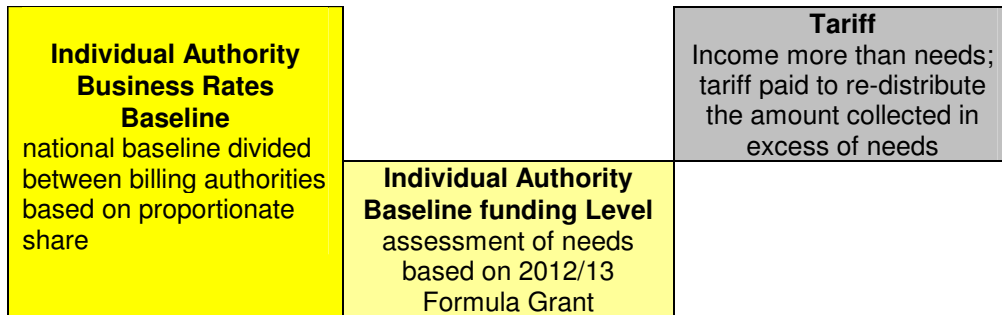 Individual Authority
Business Rates
Baseline
national baseline divided
between billing authorities
based on proportionate
share
Individual Authority
Baseline funding Level
assessment of needs
based on 2012/13
Formula Grant
Tariff
Income more than needs;
tariff paid to re-distribute
the amount collected in
excess of needs